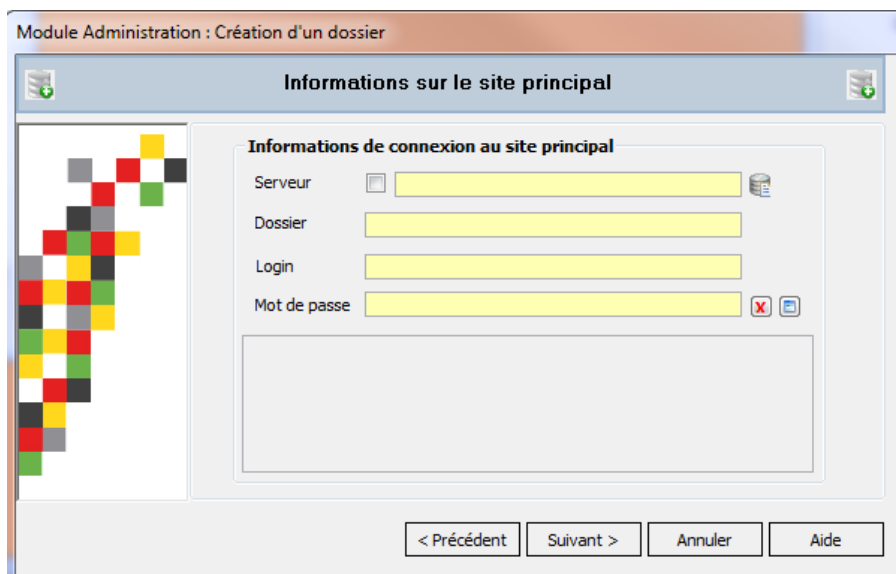 Module Administration : Création d'un dossier
Informations sur le site principal
Informations de connexion au site principal
Serveur
Dossier
Login
Mot de passe
< Précédent Suivant > Annuler Aide